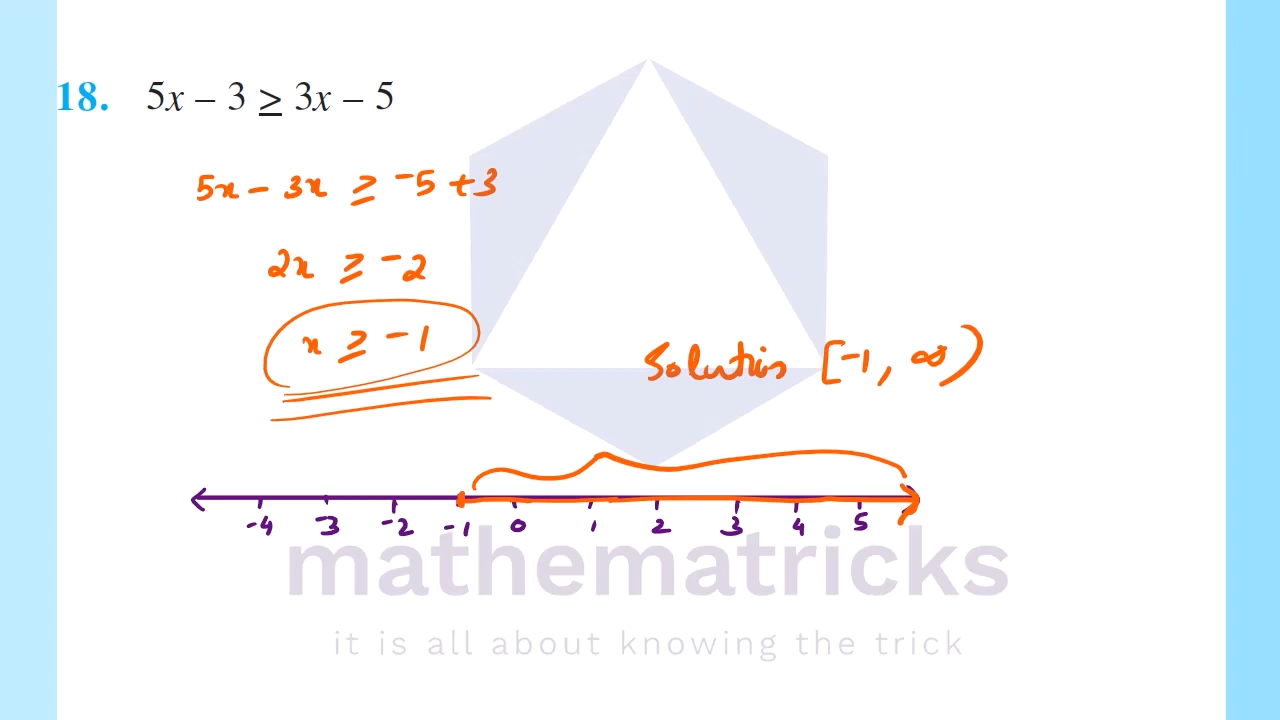 18. 5x – 3 ≥ 3x – 5
5x - 3x ≥ -5 + 3
2x ≥ -2
x ≥ -1
Solution [-1, ∞)
-4 -3 -2 -1 0 1 2 3 4 5
mathematricks
it is all about knowing the trick